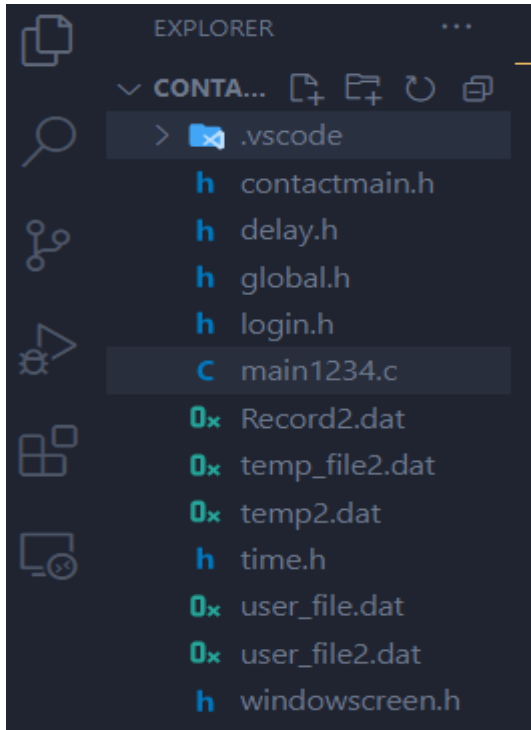 EXPLORER ...
CONTA...
.vscode
h contactmain.h
h delay.h
h global.h
h login.h
C main1234.c
0x Record2.dat
0x temp_file2.dat
0x temp2.dat
h time.h
0x user_file.dat
0x user_file2.dat
h windowscreen.h